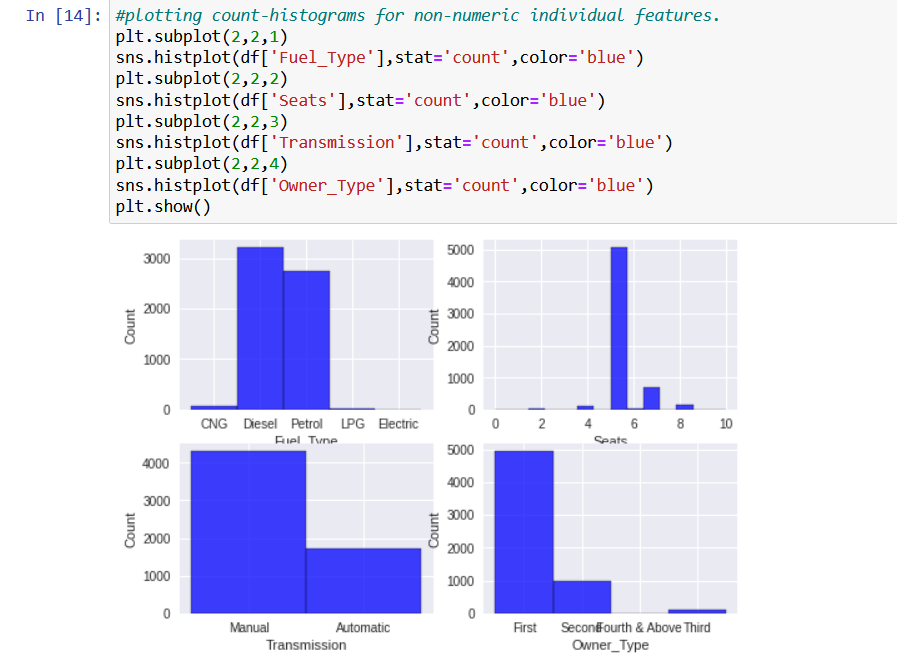 In [14]: #plotting count-histograms for non-numeric individual features.
plt.subplot(2,2,1)
sns.histplot(df['Fuel_Type'],stat='count',color='blue')
plt.subplot(2,2,2)
sns.histplot(df['Seats'],stat='count',color='blue')
plt.subplot(2,2,3)
sns.histplot(df['Transmission'],stat='count',color='blue')
plt.subplot(2,2,4)
sns.histplot(df['Owner_Type'],stat='count',color='blue')
plt.show()
3000
2000
1000
0
Count
CNG Diesel Petrol LPG Electric
Fuel_Type
5000
4000
3000
2000
1000
0
Count
0 2 4 6 8 10
Seats
4000
3000
2000
1000
0
Count
Manual Automatic
Transmission
5000
4000
3000
2000
1000
0
Count
First Second Fourth & Above Third
Owner_Type